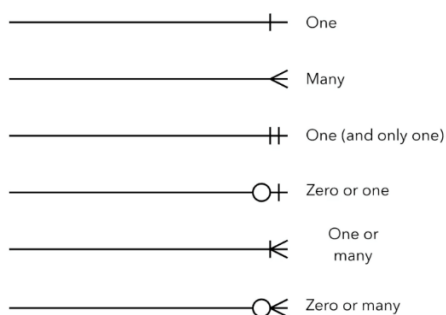 One
Many
One (and only one)
Zero or one
One or
many
Zero or many